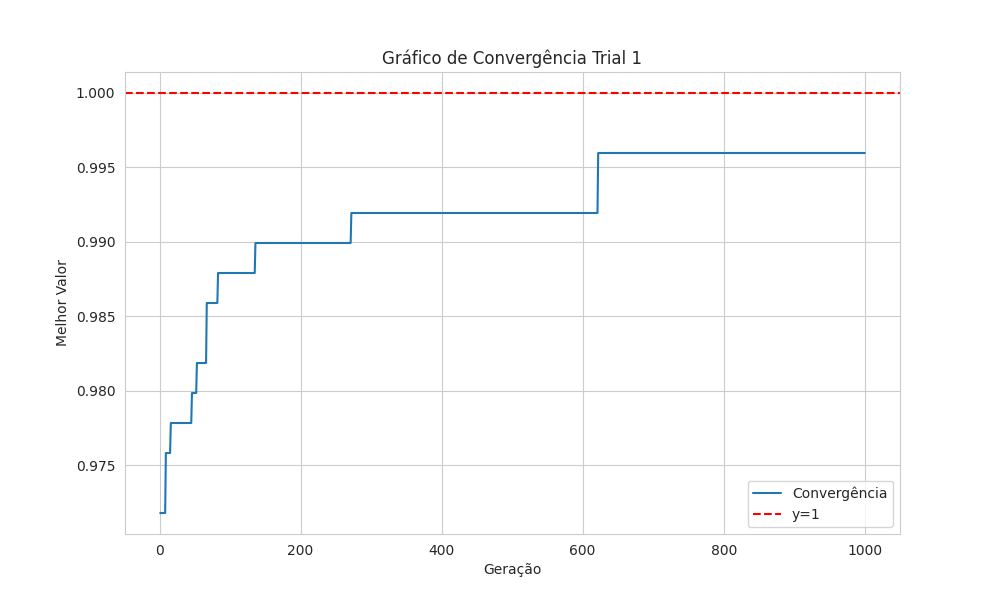 Gráfico de Convergência Trial 1
1.000
0.995
0.990
0.985
0.980
0.975
Melhor Valor
0 200 400 600 800 1000
Geração
Convergência
y=1